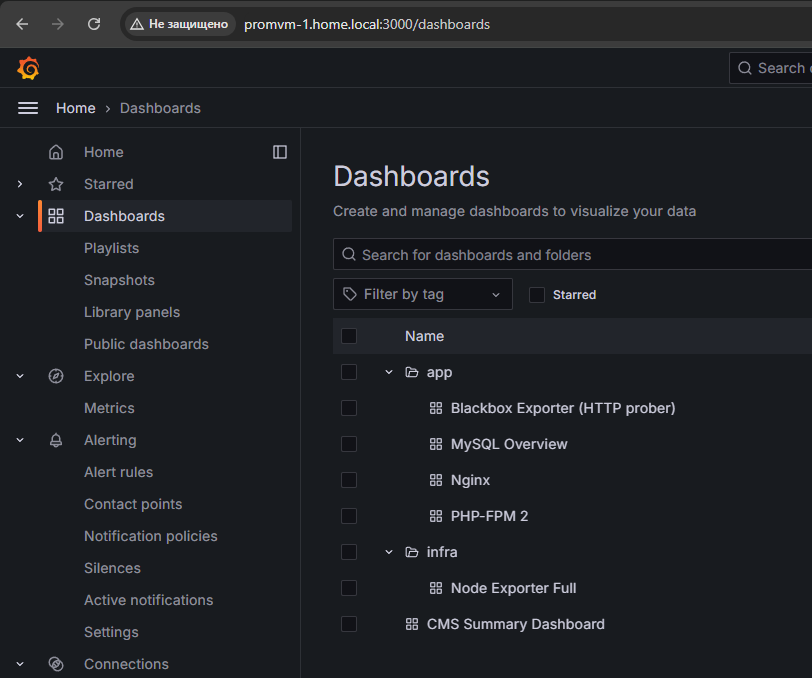 Не защищено promvm-1.home.local:3000/dashboards
Search
Home › Dashboards
Home
Starred
Dashboards
Playlists
Snapshots
Library panels
Public dashboards
Explore
Metrics
Alerting
Alert rules
Contact points
Notification policies
Silences
Active notifications
Settings
Connections
Dashboards
Create and manage dashboards to visualize your data
Search for dashboards and folders
Filter by tag Starred
Name
app
Blackbox Exporter (HTTP prober)
MySQL Overview
Nginx
PHP-FPM 2
infra
Node Exporter Full
CMS Summary Dashboard